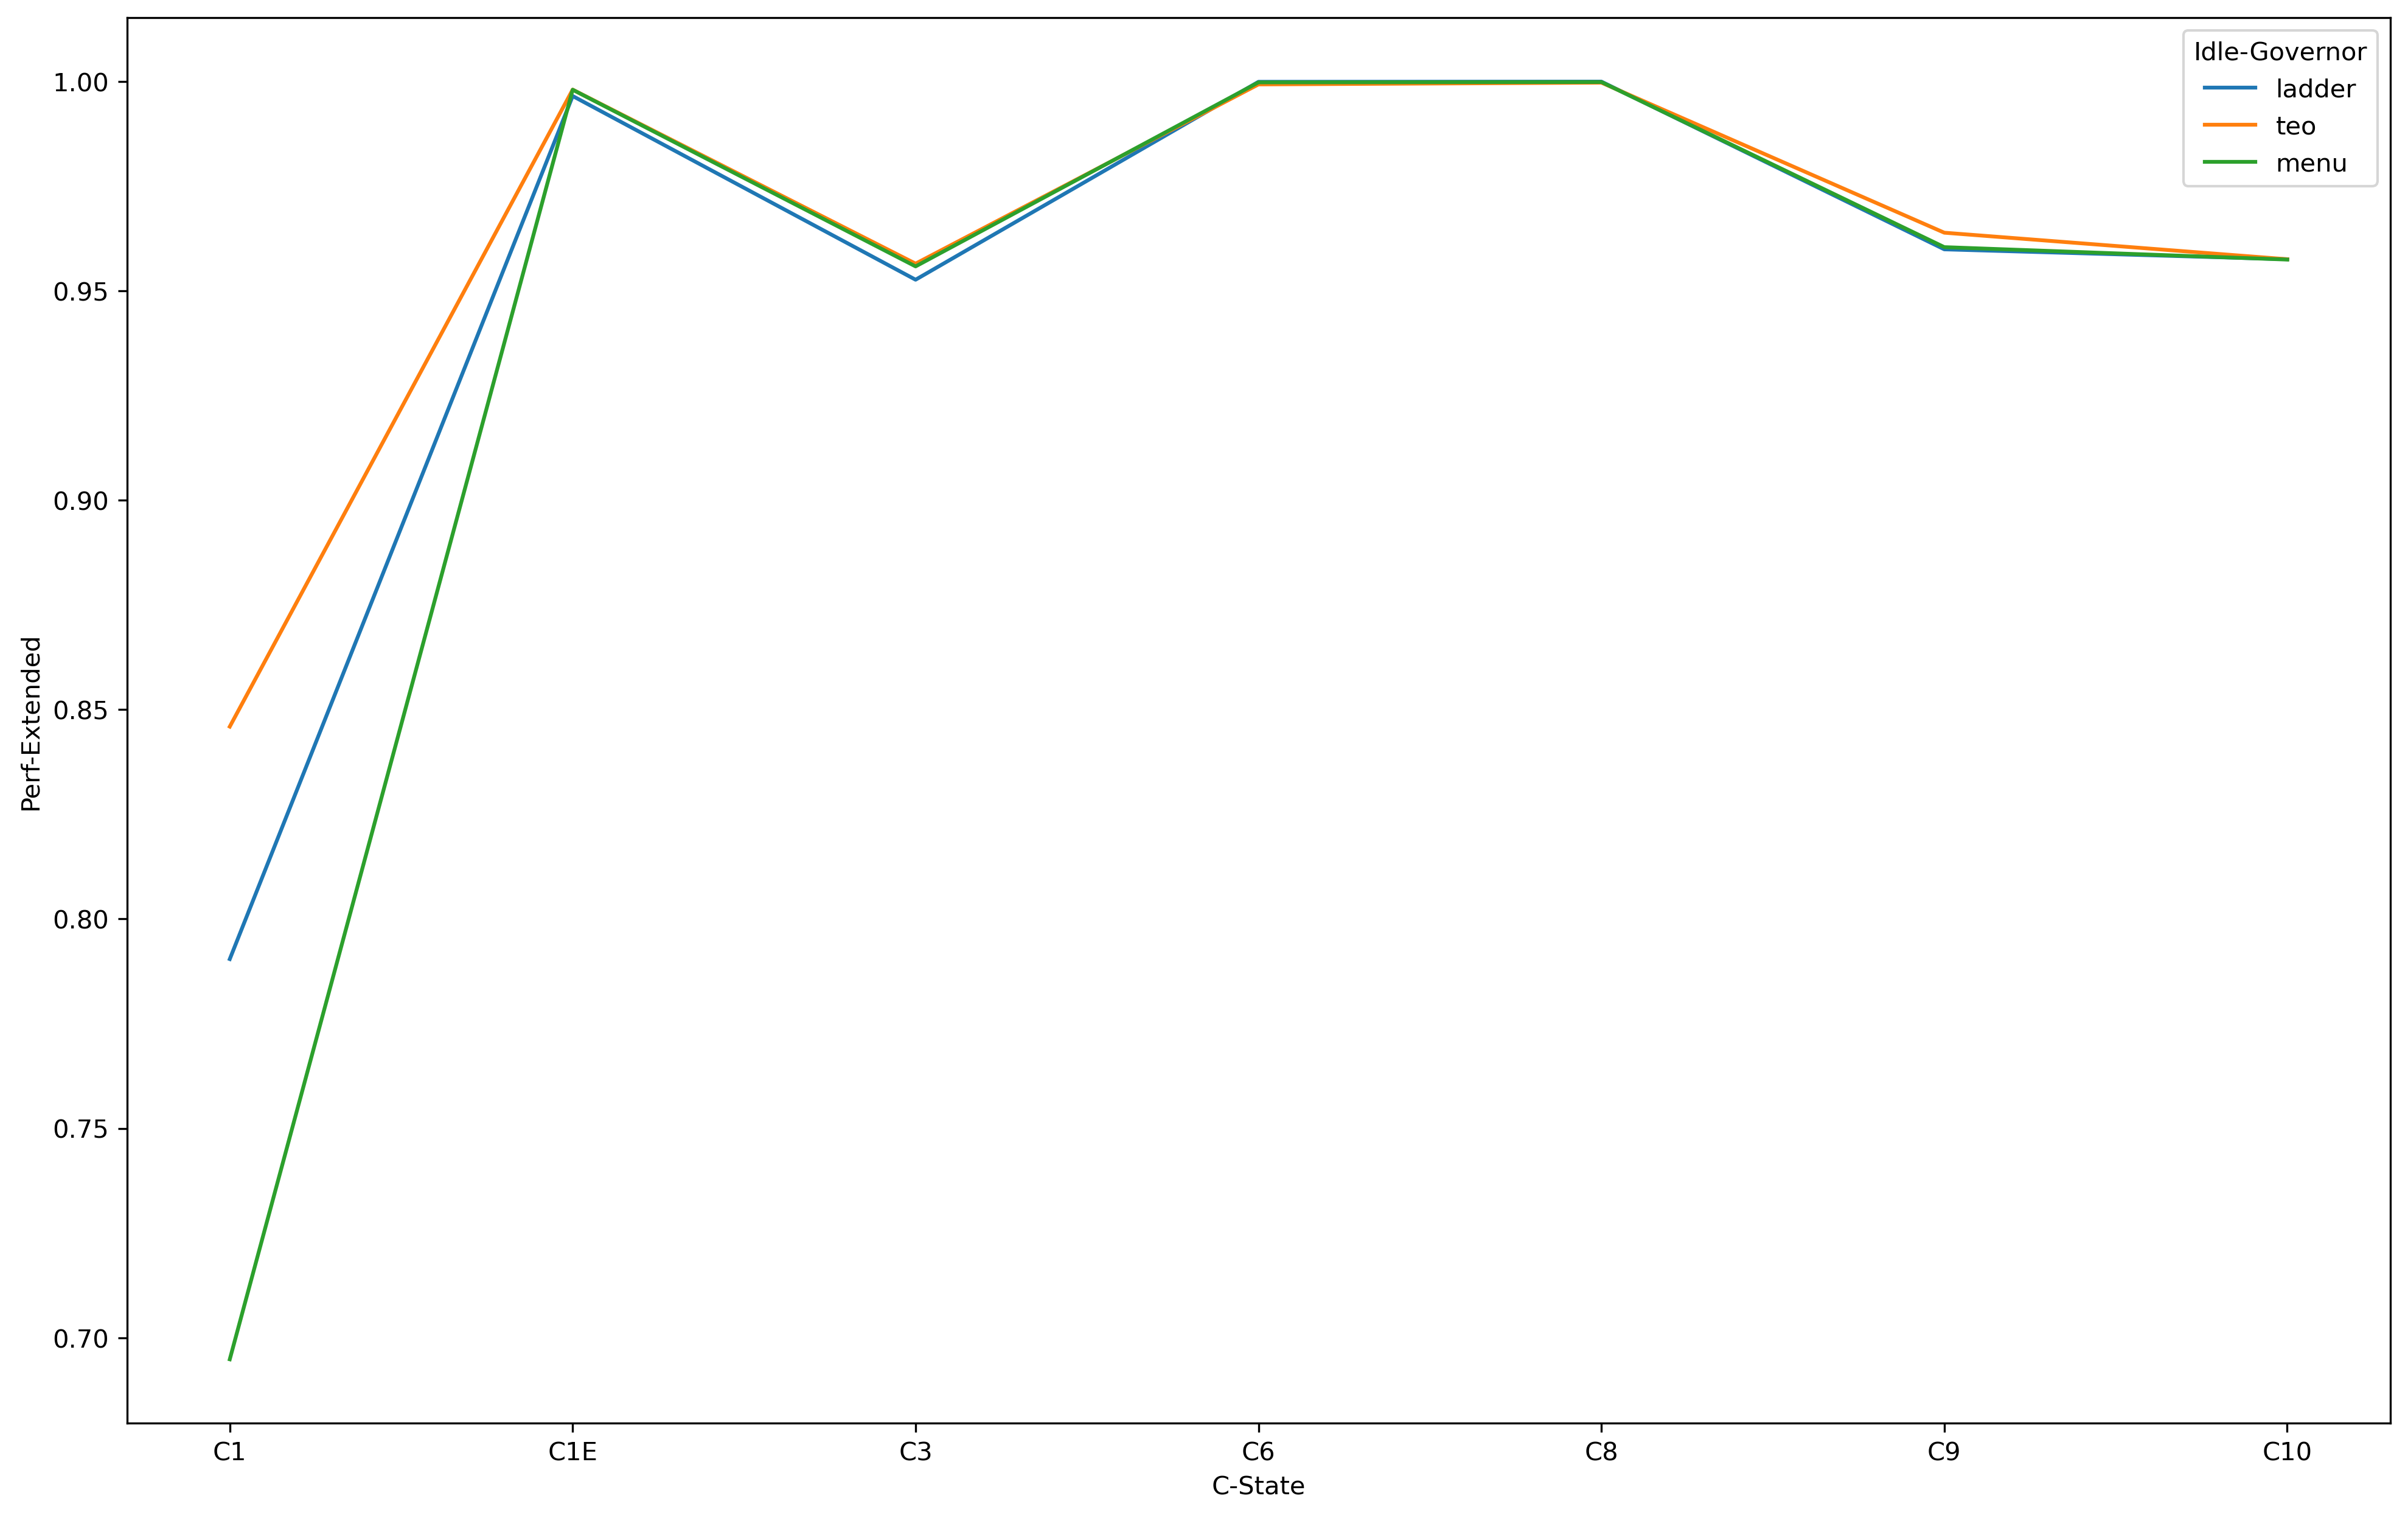 Idle-Governor
ladder
teo
menu
1.00
0.95
0.90
0.85
0.80
0.75
0.70
Perf-Extended
C1 C1E C3 C6 C8 C9 C10
C-State